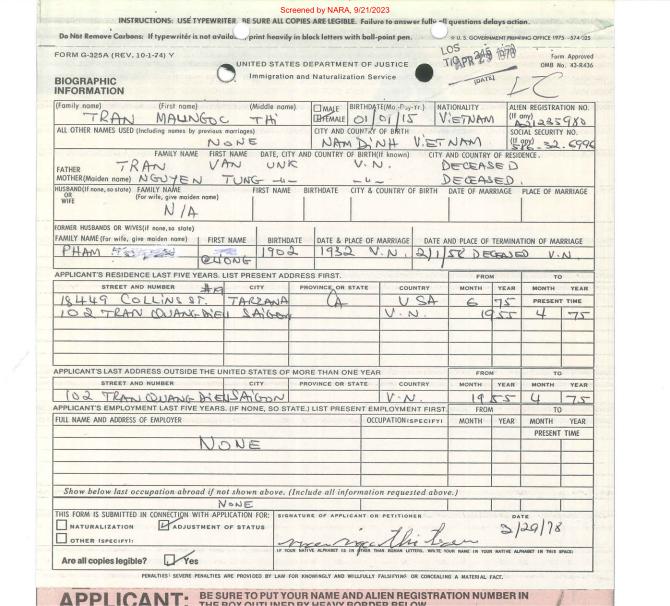 Screened by NARA, 9/21/2023
INSTRUCTIONS: USE TYPEWRITER. BE SURE ALL COPIES ARE LEGIBLE. Failure to answer fully all questions delays action.
Do Not Remove Carbons: If typewriter is not available, print heavily in block letters with ball-point pen.
☆ U.S. GOVERNMENT PRINTING OFFICE 1975
FORM G-325A (REV. 10-1-74) Y
LOS
APR 29 1978
(DATE)
Form Approved
OMB No. 43-R436
UNITED STATES DEPARTMENT OF JUSTICE
Immigration and Naturalization Service
BIOGRAPHIC
INFORMATION
(Family name) (First name) (Middle name) MALE BIRTHDATE (Mo.-Day-Yr.) NATIONALITY ALIEN REGISTRATION NO.
TRAN MAUNGOC THI FEMALE 01/01/15 VIETNAM (If any) A21235980
ALL OTHER NAMES USED (Including names by previous marriages) CITY AND COUNTRY OF BIRTH SOCIAL SECURITY NO.
NONE NAM DINH VIETNAM (If any) 586-32-6996
FAMILY NAME FIRST NAME DATE, CITY AND COUNTRY OF BIRTH (If known) CITY AND COUNTRY OF RESIDENCE.
FATHER TRAN VAN UNK V.N. DECEASED
MOTHER (Maiden name) NGUYEN TUNG -"- -"- DECEASED.
HUSBAND (If none, so state) OR WIFE FAMILY NAME (For wife, give maiden name) FIRST NAME BIRTHDATE CITY & COUNTRY OF BIRTH DATE OF MARRIAGE PLACE OF MARRIAGE
N/A
FORMER HUSBANDS OR WIVES (if none, so state)
FAMILY NAME (For wife, give maiden name) FIRST NAME BIRTHDATE DATE & PLACE OF MARRIAGE DATE AND PLACE OF TERMINATION OF MARRIAGE
PHAM CHONG 1902 1932 V.N. 2/1/58 DECEASED V.N.
APPLICANT'S RESIDENCE LAST FIVE YEARS. LIST PRESENT ADDRESS FIRST. FROM TO
STREET AND NUMBER CITY PROVINCE OR STATE COUNTRY MONTH YEAR MONTH YEAR
18449 COLLINS ST. #19 TARZANA CA USA 6 75 PRESENT TIME
102 TRAN QUANG DIEU SAIGON V.N. 1955 4 75
APPLICANT'S LAST ADDRESS OUTSIDE THE UNITED STATES OF MORE THAN ONE YEAR FROM TO
STREET AND NUMBER CITY PROVINCE OR STATE COUNTRY MONTH YEAR MONTH YEAR
102 TRAN QUANG DIEU SAIGON V.N. 1955 4 75
APPLICANT'S EMPLOYMENT LAST FIVE YEARS. (IF NONE, SO STATE.) LIST PRESENT EMPLOYMENT FIRST. FROM TO
FULL NAME AND ADDRESS OF EMPLOYER OCCUPATION (SPECIFY) MONTH YEAR MONTH YEAR
PRESENT TIME
NONE
Show below last occupation abroad if not shown above. (Include all information requested above.)
NONE
THIS FORM IS SUBMITTED IN CONNECTION WITH APPLICATION FOR: SIGNATURE OF APPLICANT OR PETITIONER DATE
NATURALIZATION ADJUSTMENT OF STATUS
OTHER (SPECIFY):
IF YOUR NATIVE ALPHABET IS IN OTHER THAN ROMAN LETTERS, WRITE YOUR NAME IN YOUR NATIVE ALPHABET IN THIS SPACE:
Are all copies legible? Yes
PENALTIES: SEVERE PENALTIES ARE PROVIDED BY LAW FOR KNOWINGLY AND WILLFULLY FALSIFYING OR CONCEALING A MATERIAL FACT.
APPLICANT: BE SURE TO PUT YOUR NAME AND ALIEN REGISTRATION NUMBER IN
THE BOX OUTLINED BY HEAVY BORDER BELOW